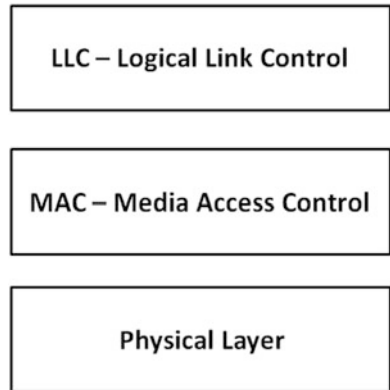 LLC – Logical Link Control
MAC – Media Access Control
Physical Layer